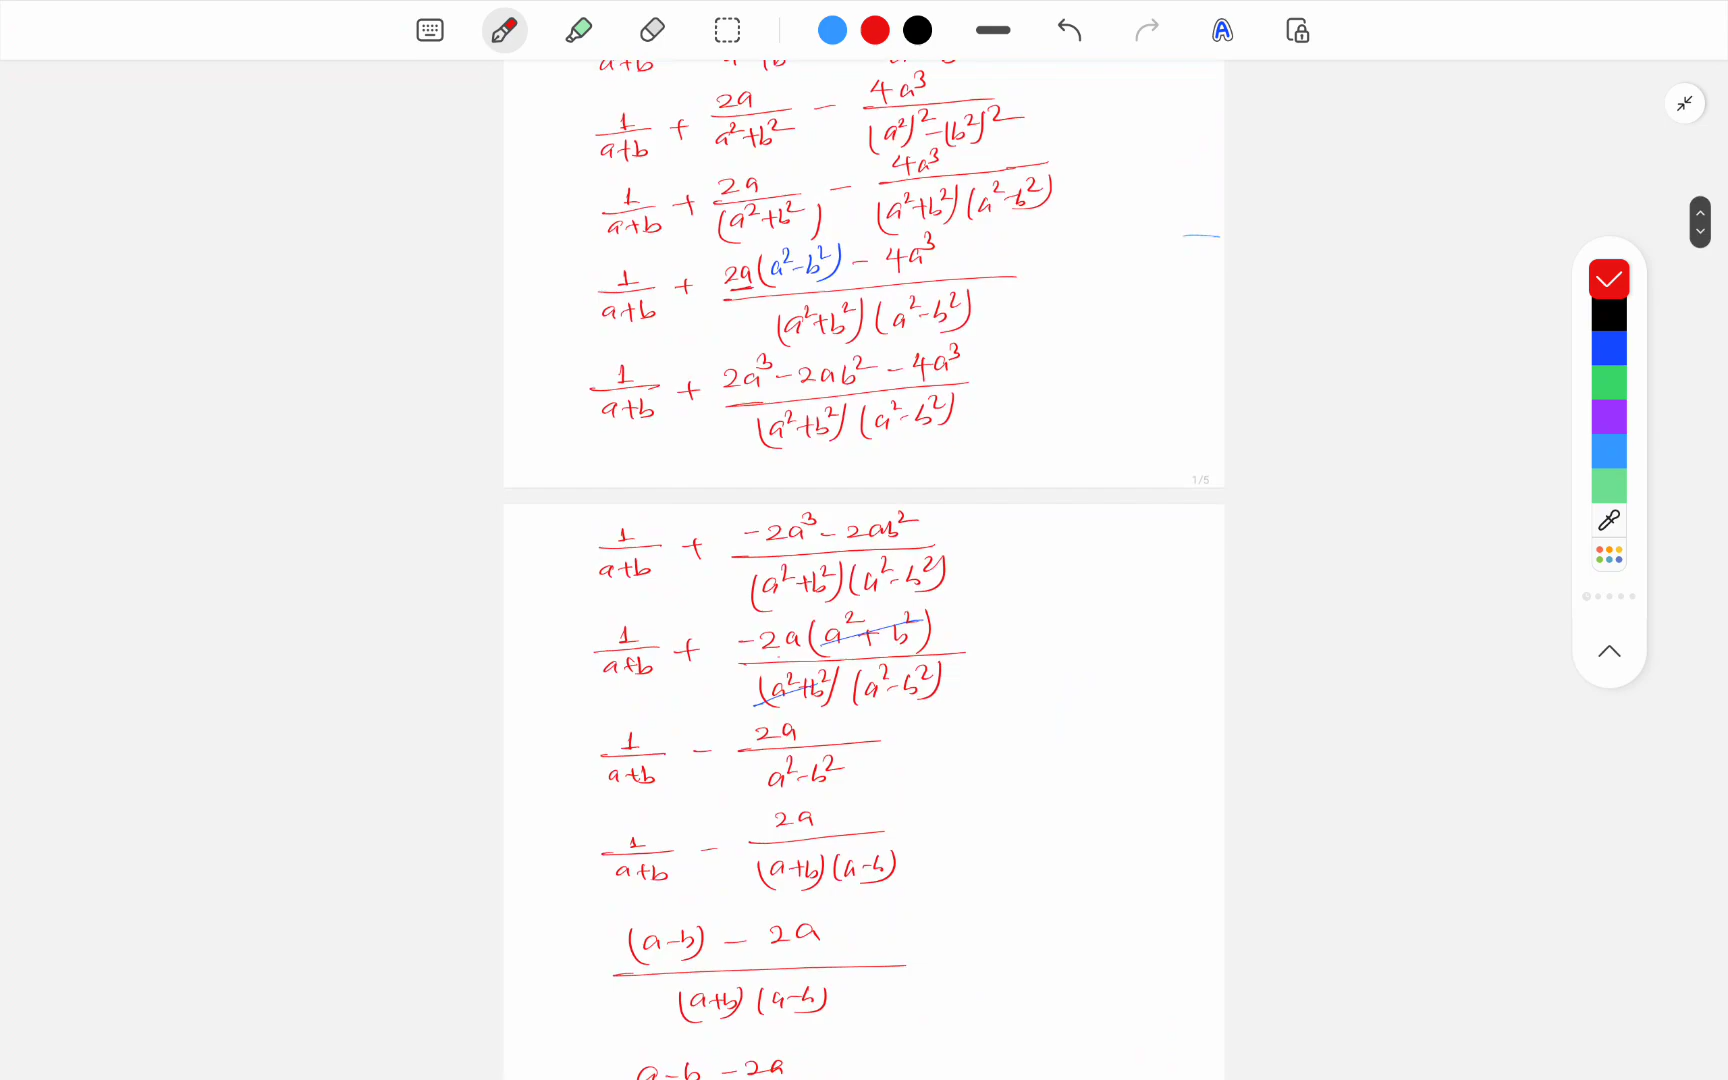 a+b
1/(a+b) + 2a/(a²+b²) - 4a³/((a²)²-(b²)²)
1/(a+b) + 2a/(a²+b²) - 4a³/((a²+b²)(a²-b²))
1/(a+b) + (2a(a²-b²) - 4a³)/((a²+b²)(a²-b²))
1/(a+b) + (2a³-2ab²-4a³)/((a²+b²)(a²-b²))
1/5
1/(a+b) + (-2a³-2ab²)/((a²+b²)(a²-b²))
1/(a+b) + (-2a(a²+b²))/((a²+b²)(a²-b²))
1/(a+b) - 2a/(a²-b²)
1/(a+b) - 2a/((a+b)(a-b))
((a-b) - 2a)/((a+b)(a-b))
a-b-2a